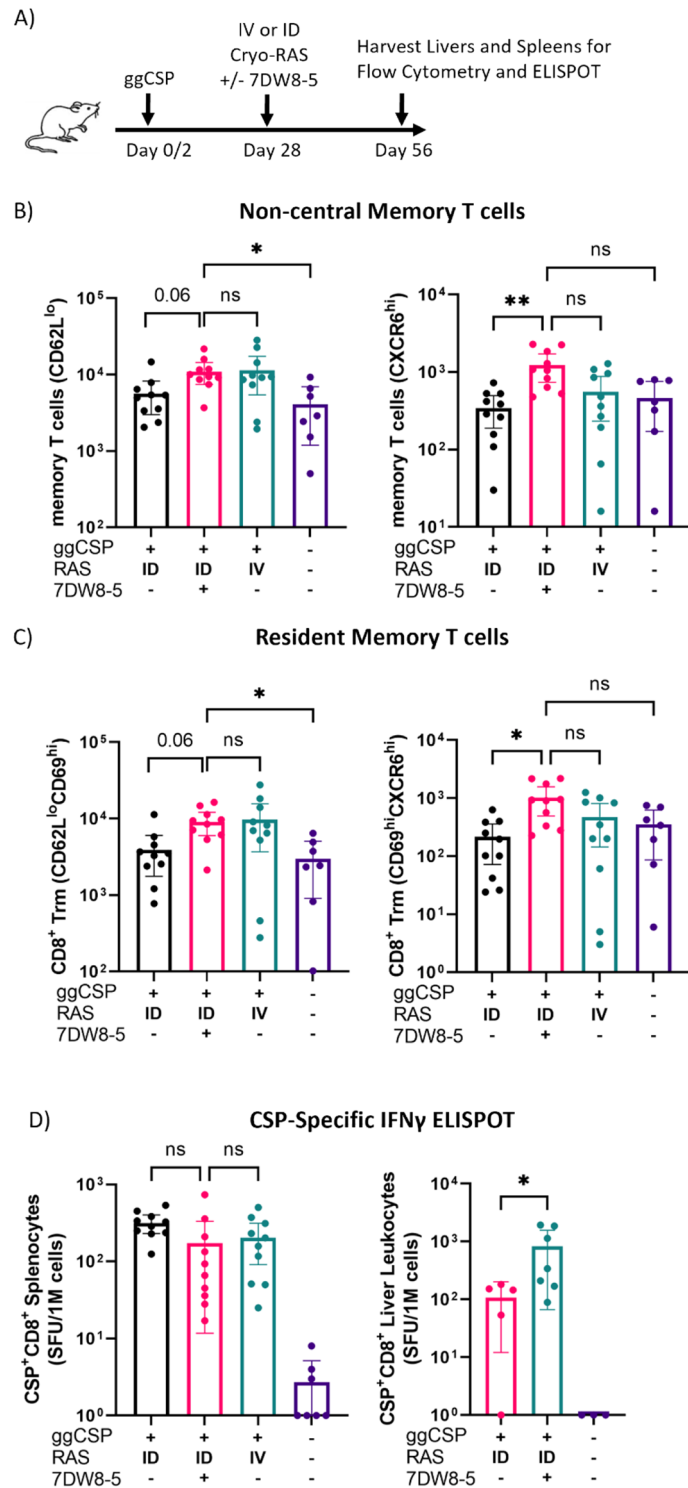 A)
IV or ID
Cryo-RAS
+/- 7DW8-5
ggCSP
Harvest Livers and Spleens for
Flow Cytometry and ELISPOT
Day 0/2
Day 28
Day 56
B)
Non-central Memory T cells
memory T cells (CD62L^lo)
10^5
10^4
10^3
10^2
0.06
ns
*
ggCSP + + + -
RAS ID ID IV -
7DW8-5 - + - -
memory T cells (CXCR6^hi)
10^4
10^3
10^2
10^1
**
ns
ns
ggCSP + + + -
RAS ID ID IV -
7DW8-5 - + - -
C)
Resident Memory T cells
CD8^+ Trm (CD62L^loCD69^hi)
10^5
10^4
10^3
10^2
0.06
ns
*
ggCSP + + + -
RAS ID ID IV -
7DW8-5 - + - -
CD8^+ Trm (CD69^hiCXCR6^hi)
10^4
10^3
10^2
10^1
10^0
*
ns
ns
ggCSP + + + -
RAS ID ID IV -
7DW8-5 - + - -
D)
CSP-Specific IFNγ ELISPOT
CSP^+CD8^+ Splenocytes
(SFU/1M cells)
10^3
10^2
10^1
10^0
ns
ns
ggCSP + + + -
RAS ID ID IV -
7DW8-5 - + - -
CSP^+CD8^+ Liver Leukocytes
(SFU/1M cells)
10^4
10^3
10^2
10^1
10^0
*
ggCSP + + -
RAS ID ID -
7DW8-5 - + -